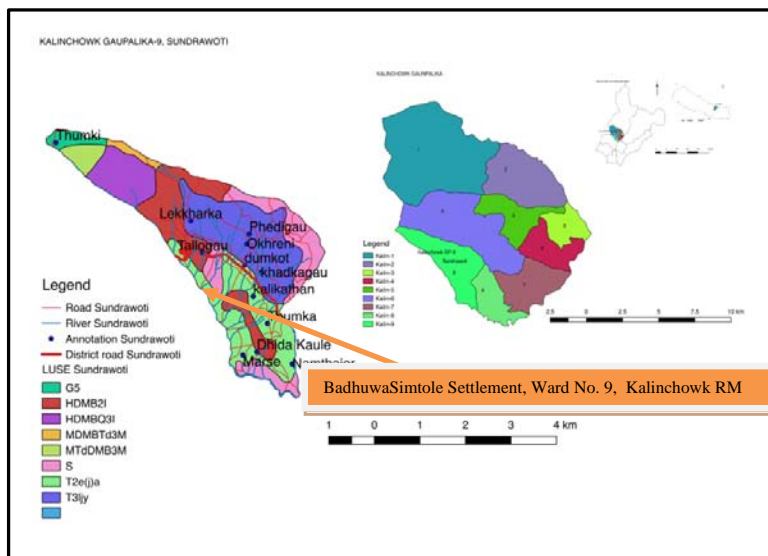 KALINCHOWK GAUPALIKA-9, SUNDRAWOTI
Thumki
Lekkharka
Phedigau
Okhreni
Tallogau
dumkot
khadkagau
kalikathan
Thumka
Dhida Kaule
Marse
Legend
Road Sundrawoti
River Sundrawoti
Annotation Sundrawoti
District road Sundrawoti
LUSE Sundrawoti
G5
HDMB2I
HDMBQ3I
MDMBTd3M
MTdDMB3M
S
T2e(j)a
T3ljy
KALINCHOWK GAUNPALIKA
Legend
Kalin-1
Kalin-2
Kalin-3
Kalin-4
Kalin-5
Kalin-6
Kalin-7
Kalin-8
Kalin-9
2.5 0 2.5 5 7.5 10 km
BadhuwaSimtole Settlement, Ward No. 9, Kalinchowk RM
1 0 1 2 3 4 km